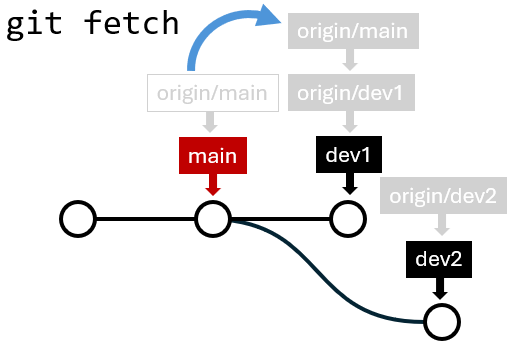 git fetch
origin/main
origin/main
origin/dev1
main
dev1
origin/dev2
dev2